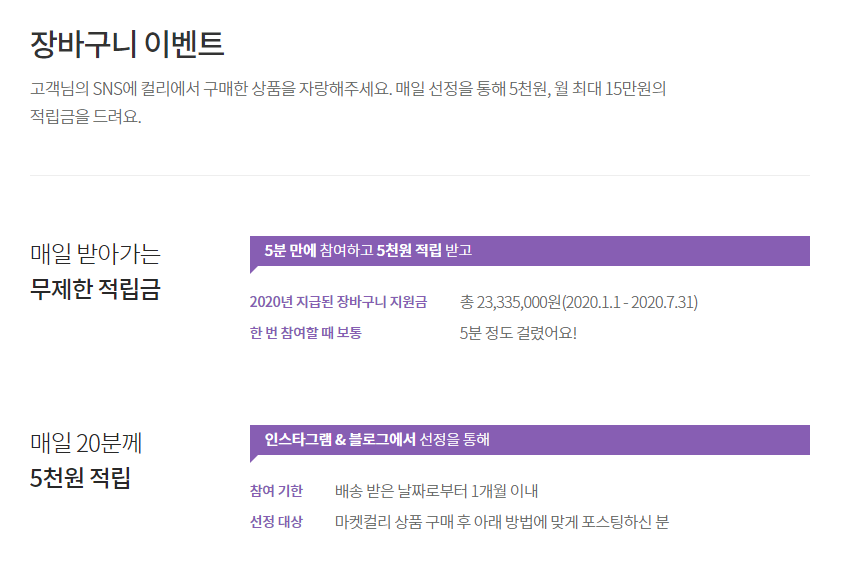 장바구니 이벤트
고객님의 SNS에 컬리에서 구매한 상품을 자랑해주세요. 매일 선정을 통해 5천원, 월 최대 15만원의
적립금을 드려요.
매일 받아가는
무제한 적립금
5분 만에 참여하고 5천원 적립 받고
2020년 지급된 장바구니 지원금 총 23,335,000원(2020.1.1 - 2020.7.31)
한 번 참여할 때 보통 5분 정도 걸렸어요!
매일 20분께
5천원 적립
인스타그램 & 블로그에서 선정을 통해
참여 기한 배송 받은 날짜로부터 1개월 이내
선정 대상 마켓컬리 상품 구매 후 아래 방법에 맞게 포스팅하신 분